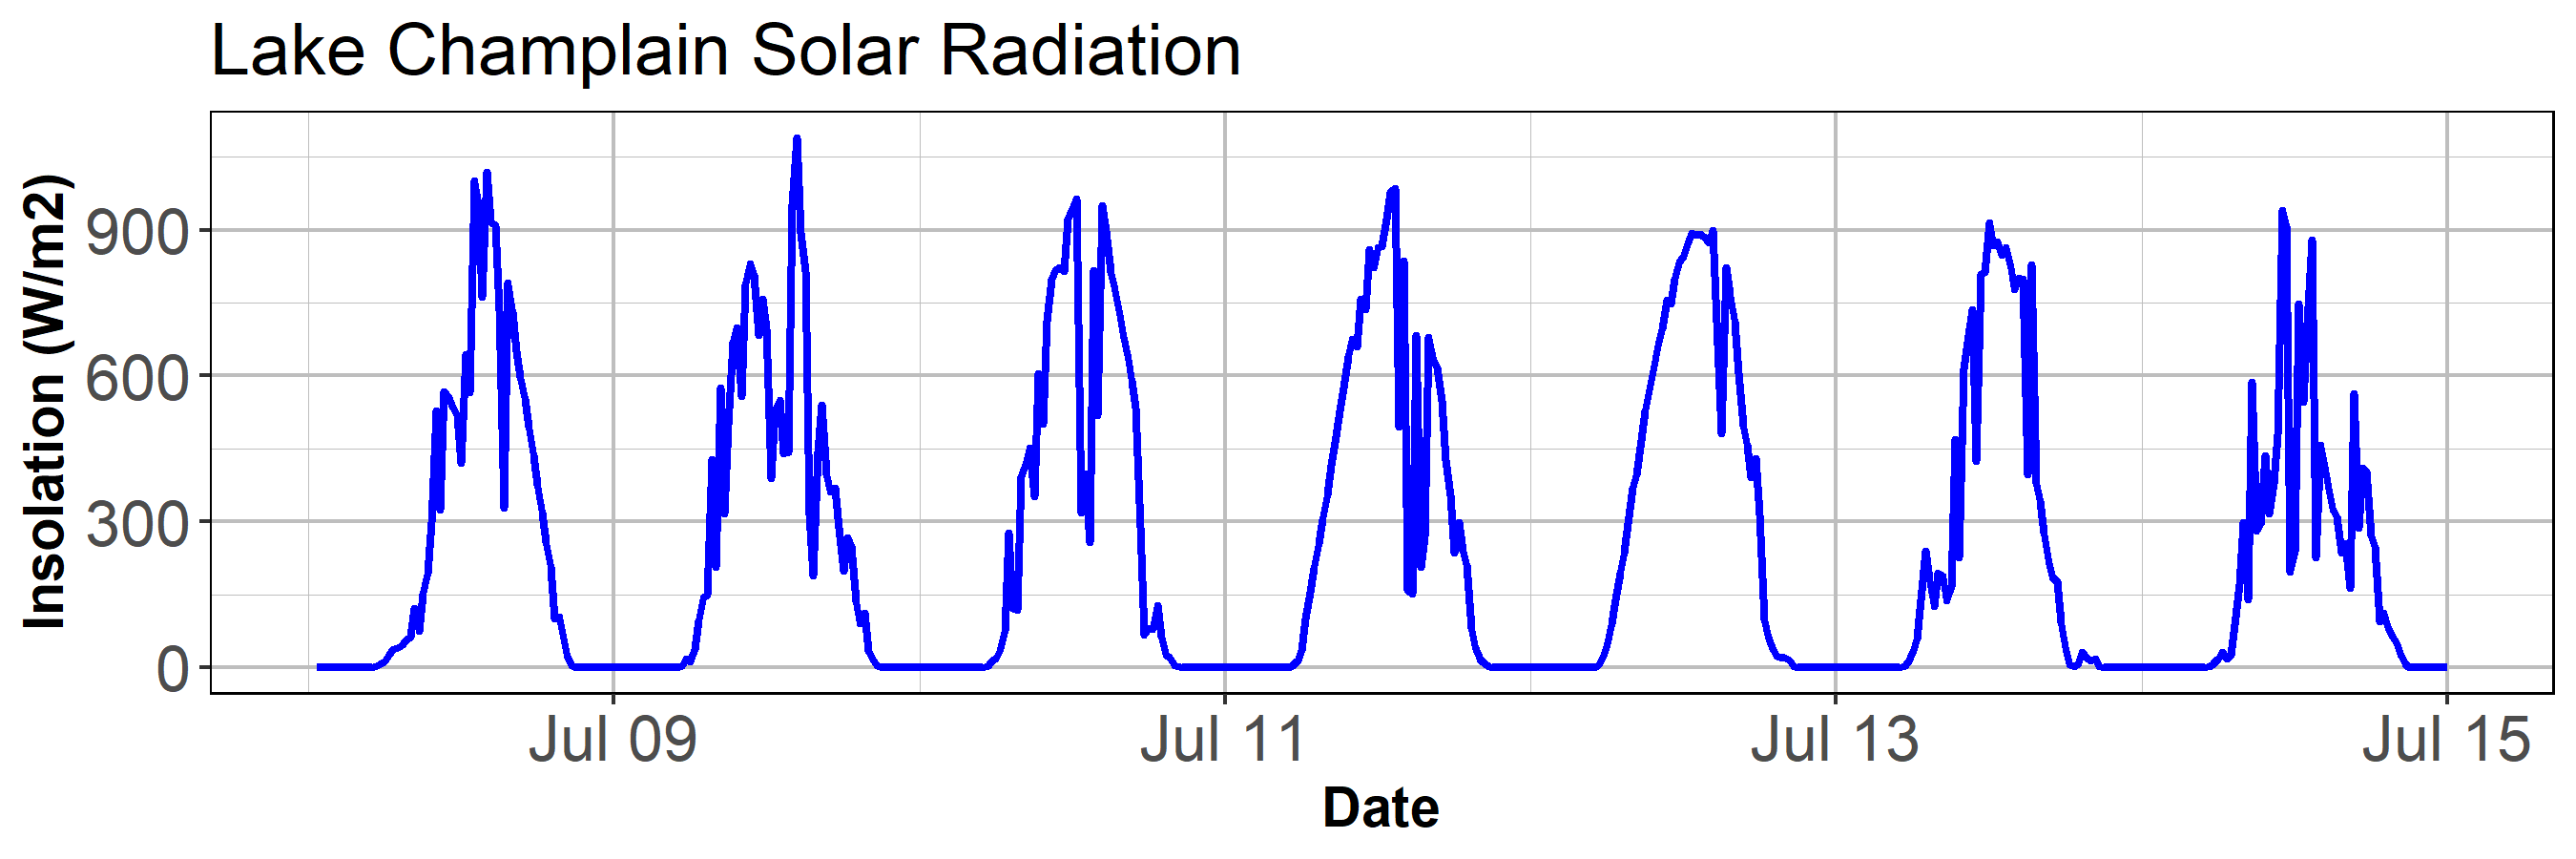 Lake Champlain Solar Radiation
Insolation (W/m2)
900
600
300
0
Jul 09
Jul 11
Jul 13
Jul 15
Date